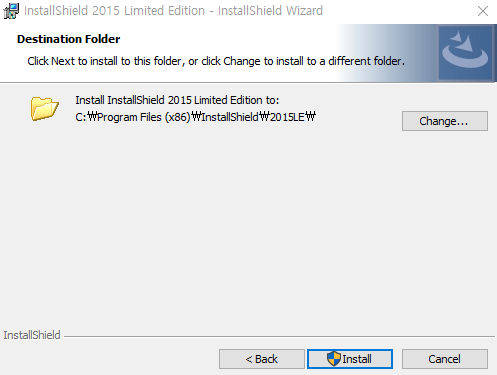 InstallShield 2015 Limited Edition - InstallShield Wizard
Destination Folder
Click Next to install to this folder, or click Change to install to a different folder.
Install InstallShield 2015 Limited Edition to:
C:₩Program Files (x86)₩InstallShield₩2015LE₩
Change...
InstallShield
< Back
Install
Cancel